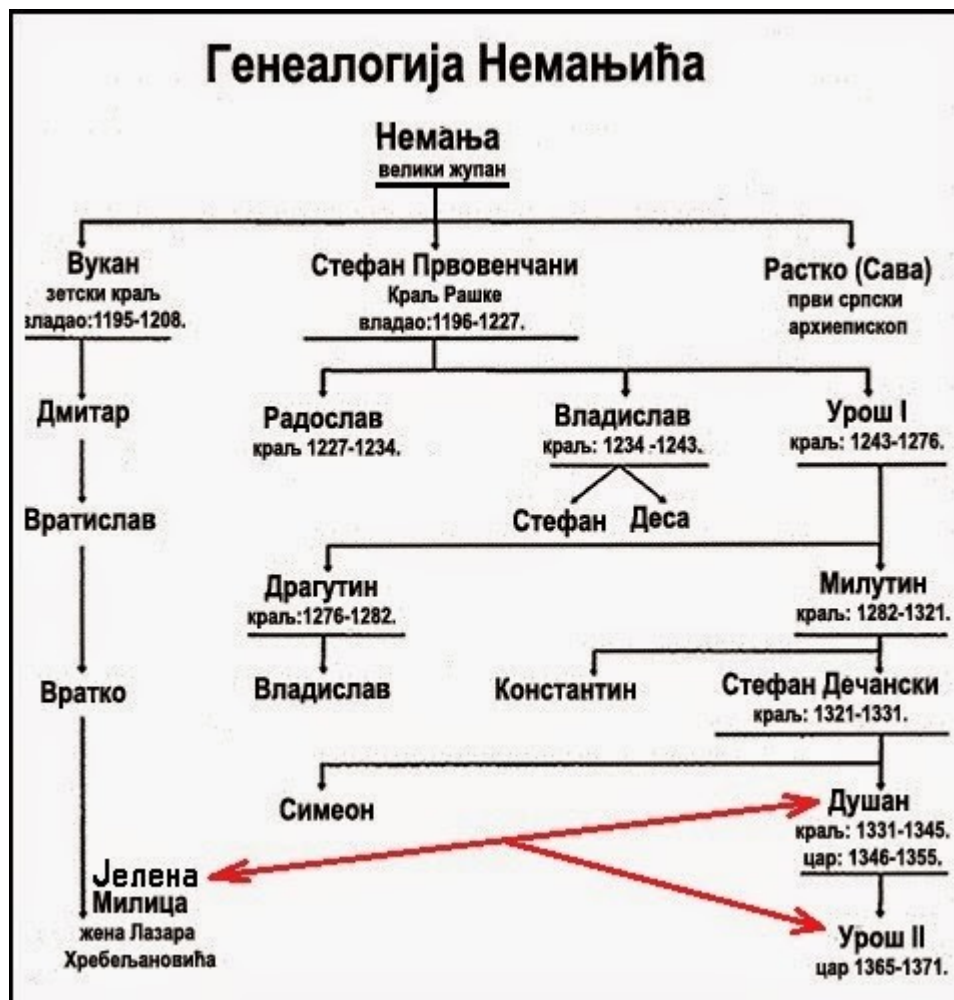 Генеалогија Немањића
Немања
велики жупан
Вукан
зетски краљ
владао:1195-1208.
Стефан Првовенчани
Краљ Рашке
владао:1196-1227.
Растко (Сава)
први српски
архиепископ
Дмитар
Радослав
краљ 1227-1234.
Владислав
краљ: 1234 -1243.
Урош I
краљ: 1243-1276.
Вратислав
Стефан
Деса
Драгутин
краљ:1276-1282.
Милутин
краљ: 1282-1321.
Вратко
Владислав
Константин
Стефан Дечански
краљ: 1321-1331.
Симеон
Душан
краљ: 1331-1345.
цар: 1346-1355.
Јелена
Милица
жена Лазара
Хребељановића
Урош II
цар 1365-1371.